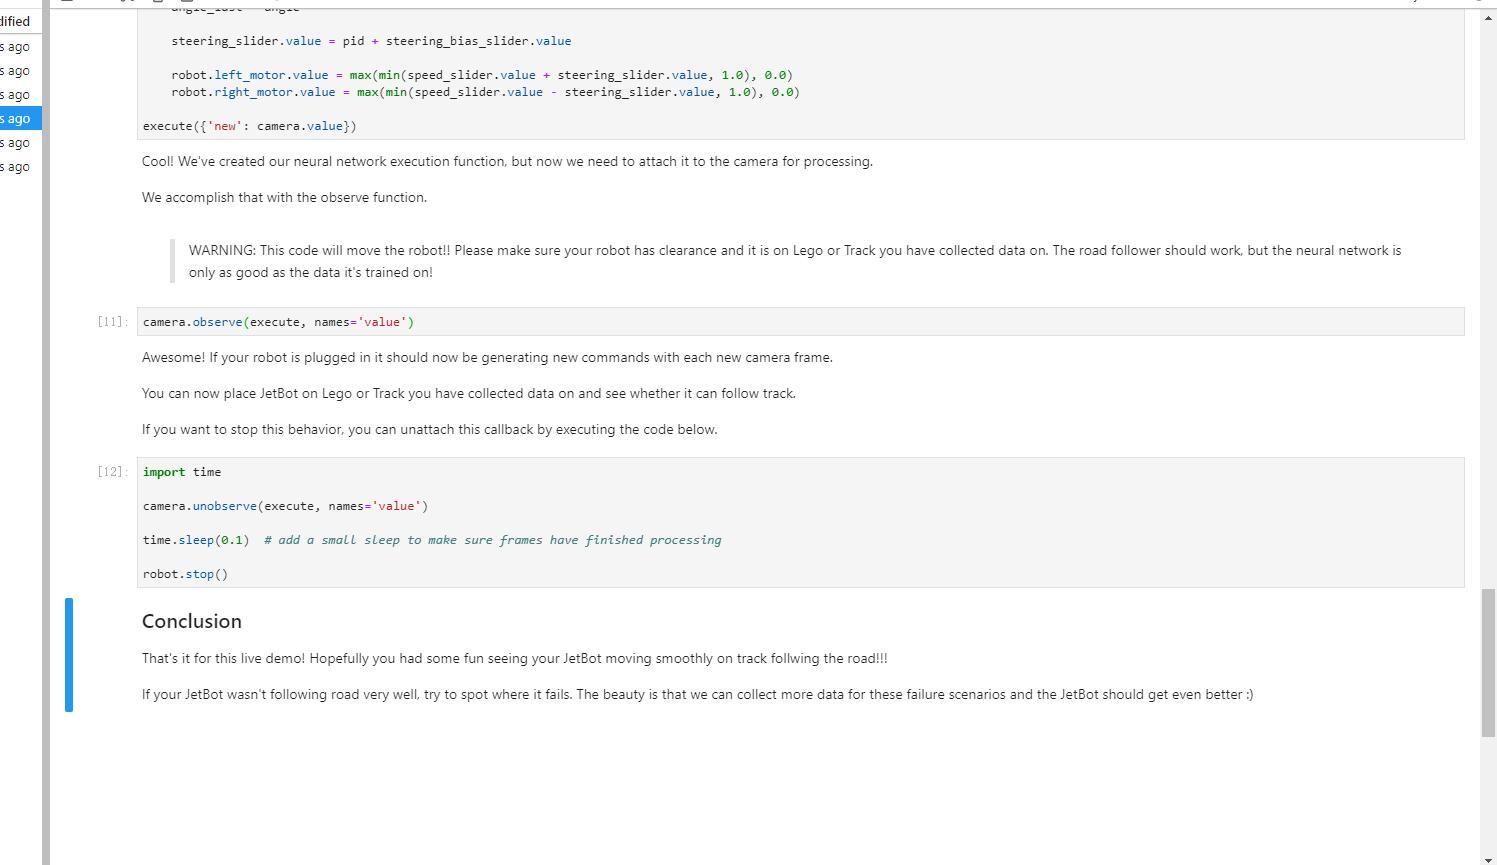 dified
s ago
s ago
s ago
s ago
s ago
s ago
steering_slider.value = pid + steering_bias_slider.value
robot.left_motor.value = max(min(speed_slider.value + steering_slider.value, 1.0), 0.0)
robot.right_motor.value = max(min(speed_slider.value - steering_slider.value, 1.0), 0.0)
execute({'new': camera.value})
Cool! We've created our neural network execution function, but now we need to attach it to the camera for processing.
We accomplish that with the observe function.
WARNING: This code will move the robot!! Please make sure your robot has clearance and it is on Lego or Track you have collected data on. The road follower should work, but the neural network is
only as good as the data it's trained on!
[11]: camera.observe(execute, names='value')
Awesome! If your robot is plugged in it should now be generating new commands with each new camera frame.
You can now place JetBot on Lego or Track you have collected data on and see whether it can follow track.
If you want to stop this behavior, you can unattach this callback by executing the code below.
[12]: import time
camera.unobserve(execute, names='value')
time.sleep(0.1)  # add a small sleep to make sure frames have finished processing
robot.stop()
Conclusion
That's it for this live demo! Hopefully you had some fun seeing your JetBot moving smoothly on track follwing the road!!!
If your JetBot wasn't following road very well, try to spot where it fails. The beauty is that we can collect more data for these failure scenarios and the JetBot should get even better :)